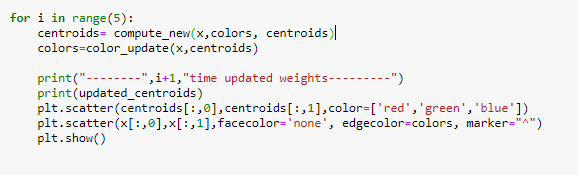 for i in range(5):
    centroids= compute_new(x,colors, centroids)
    colors=color_update(x,centroids)
    print("--------",i+1,"time updated weights---------")
    print(updated_centroids)
    plt.scatter(centroids[:,0],centroids[:,1],color=['red','green','blue'])
    plt.scatter(x[:,0],x[:,1],facecolor='none', edgecolor=colors, marker="^")
    plt.show()